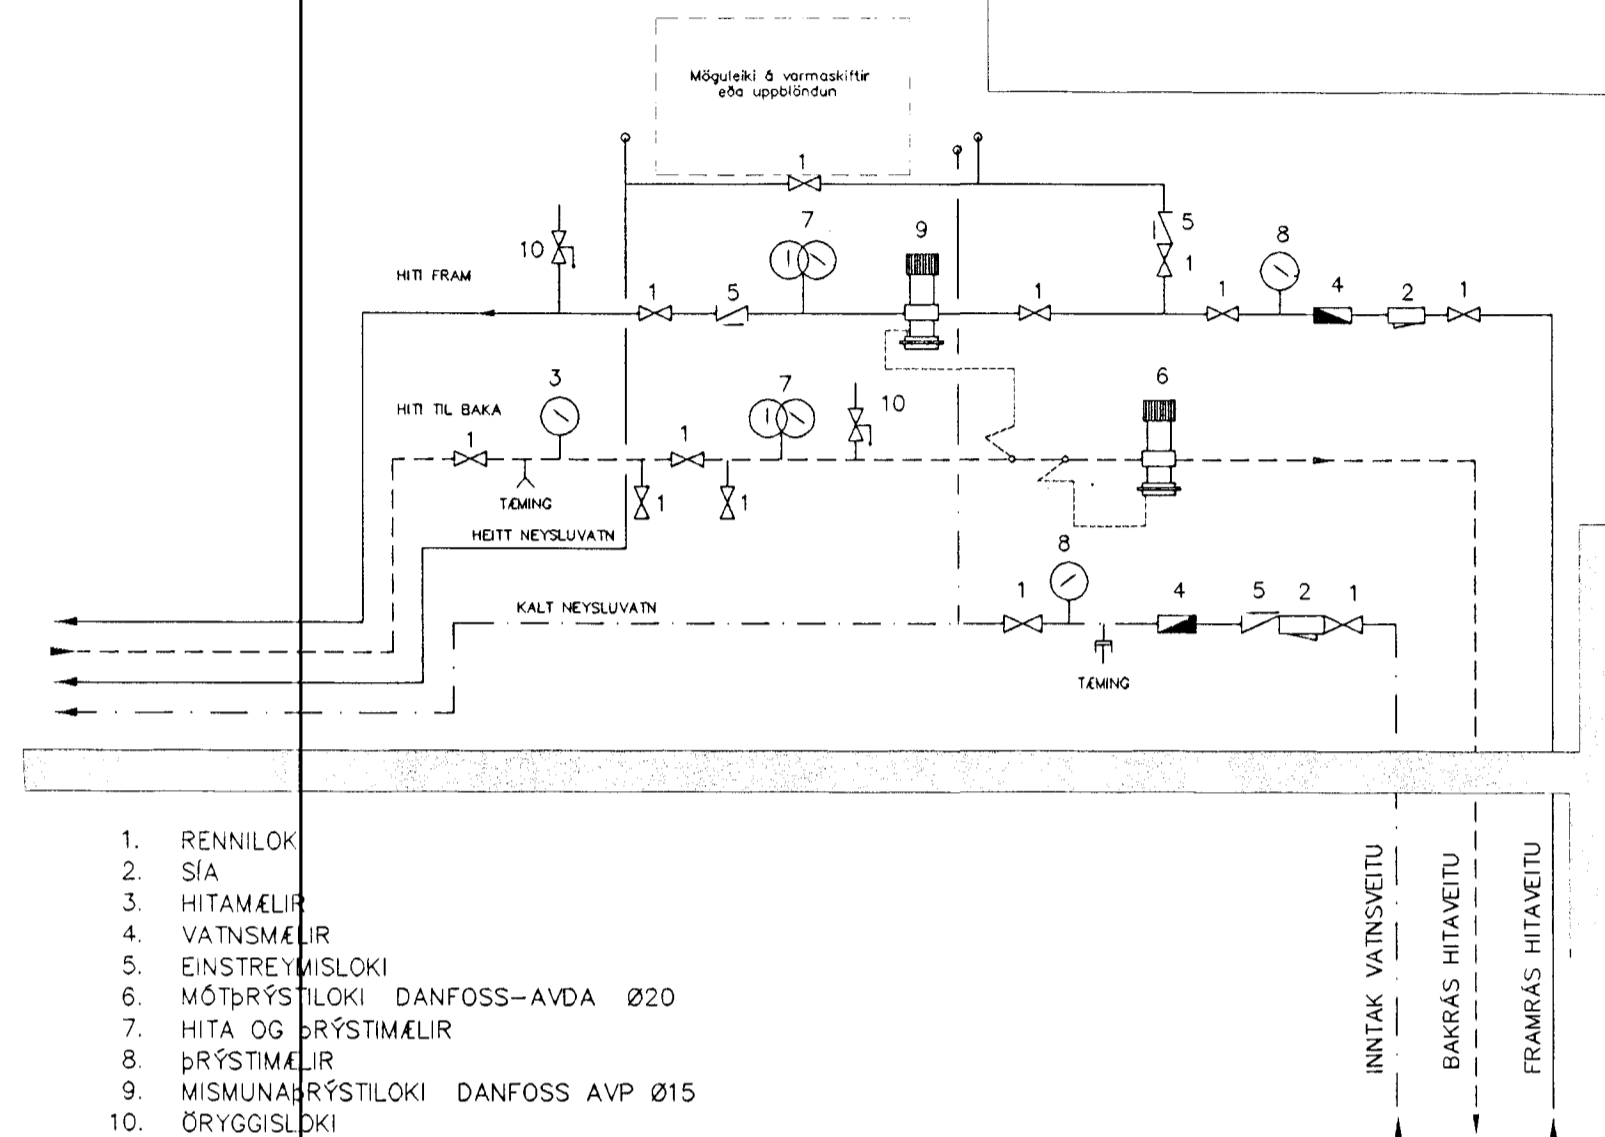 Möguleiki á varmaskiftir
eða uppblöndun
1
7
9
5
8
10
1
HITI FRAM
1
5
1
1
4
2
1
3
7
6
10
HITI TIL BAKA
1
1
TÆMING
1
1
HEITT NEYSLUVATN
8
KALT NEYSLUVATN
1
4
5
2
1
TÆMING
1. RENNILOK
2. SÍA
3. HITAMÆLIR
4. VATNSMÆLIR
5. EINSTREYMISLOKI
6. MÓTÞRÝSTILOKI DANFOSS-AVDA Ø20
7. HITA OG ÞRÝSTIMÆLIR
8. ÞRÝSTIMÆLIR
9. MISMUNAÞRÝSTILOKI DANFOSS AVP Ø15
10. ÖRYGGISLOKI
INNTAK VATNSVEITU
BAKRÁS HITAVEITU
FRAMRÁS HITAVEITU